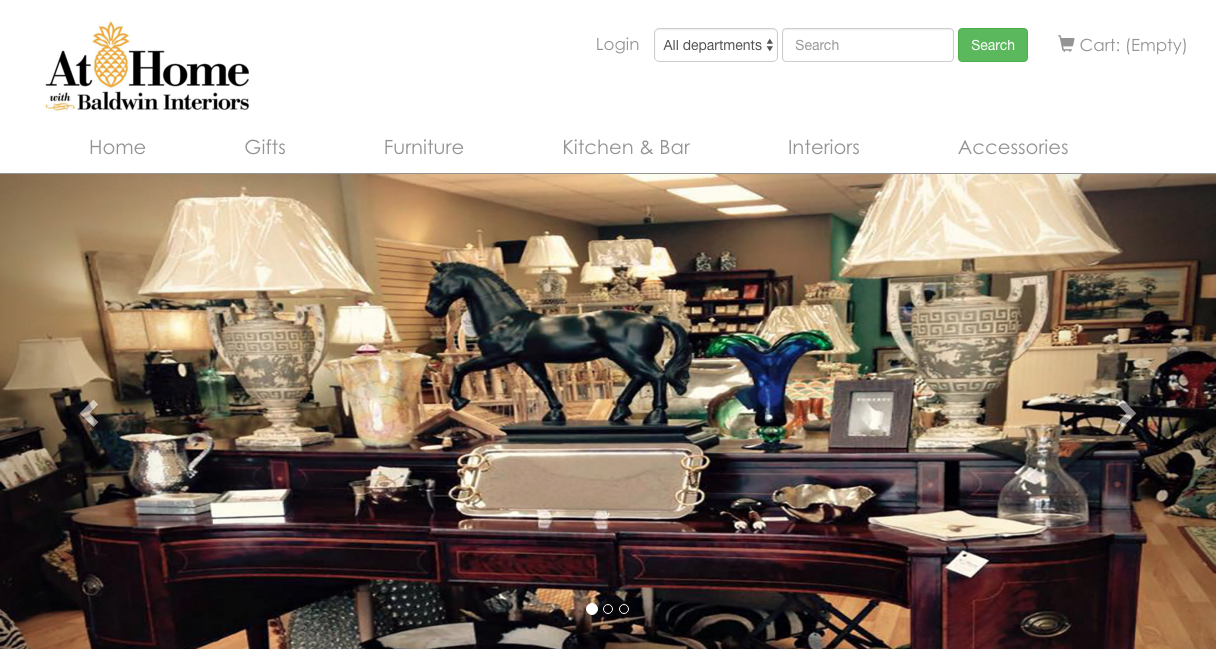 At Home
with Baldwin Interiors
Login
All departments
Search
Search
Cart: (Empty)
Home
Gifts
Furniture
Kitchen & Bar
Interiors
Accessories